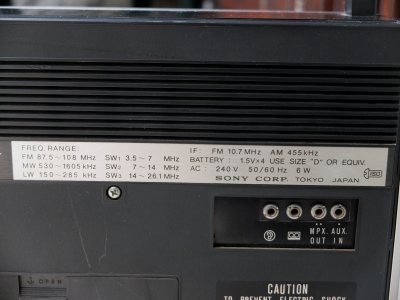 FREQ. RANGE:
FM 87.5~108 MHz SW1 3.5~7 MHz
MW 530~1605 kHz SW2 7~14 MHz
LW 150~285 kHz SW3 14~26.1 MHz
IF: FM 10.7 MHz AM 455 kHz
BATTERY: 1.5V×4 USE SIZE "D" OR EQUIV.
AC: 240V 50/60 Hz 6W
SONY CORP. TOKYO JAPAN
MPX. AUX.
OUT IN
OPEN
CAUTION
TO PREVENT ELECTRIC SHOCK